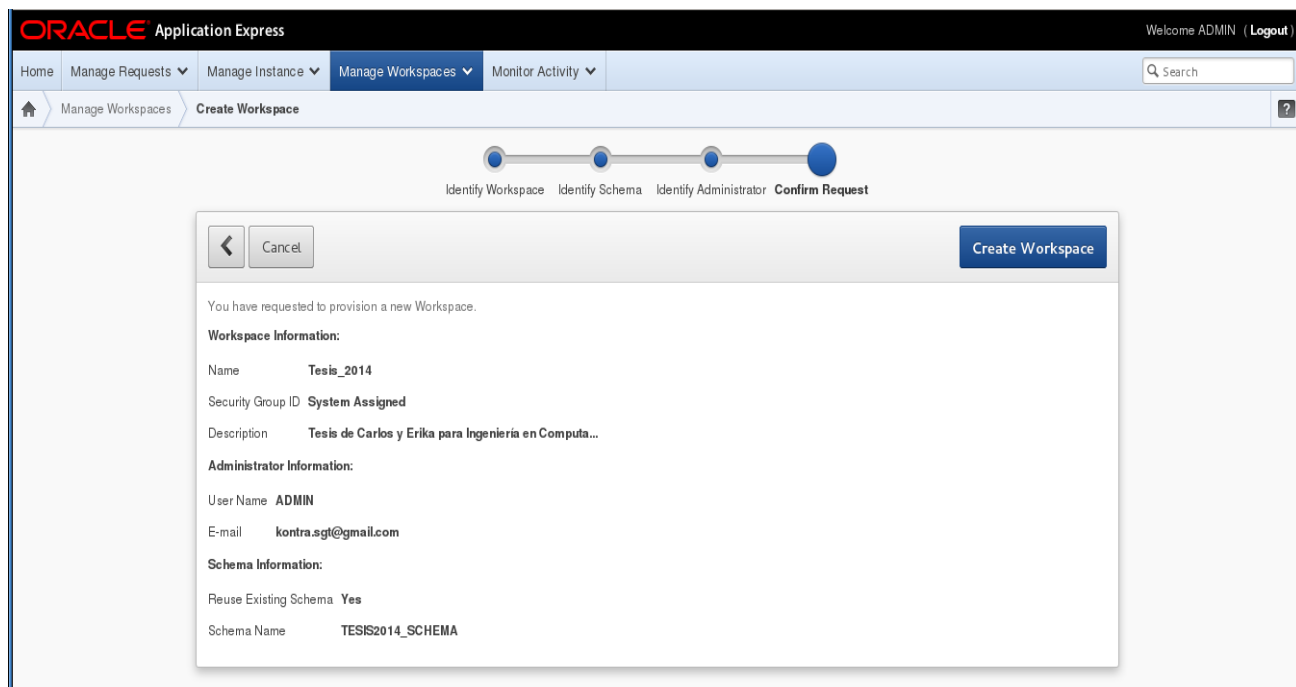 ORACLE Application Express Welcome ADMIN ( Logout )
Home Manage Requests Manage Instance Manage Workspaces Monitor Activity Search
Manage Workspaces Create Workspace ?
Identify Workspace Identify Schema Identify Administrator Confirm Request
Cancel Create Workspace
You have requested to provision a new Workspace.
Workspace Information:
Name Tesis_2014
Security Group ID System Assigned
Description Tesis de Carlos y Erika para Ingeniería en Computa...
Administrator Information:
User Name ADMIN
E-mail kontra.sgt@gmail.com
Schema Information:
Reuse Existing Schema Yes
Schema Name TESIS2014_SCHEMA